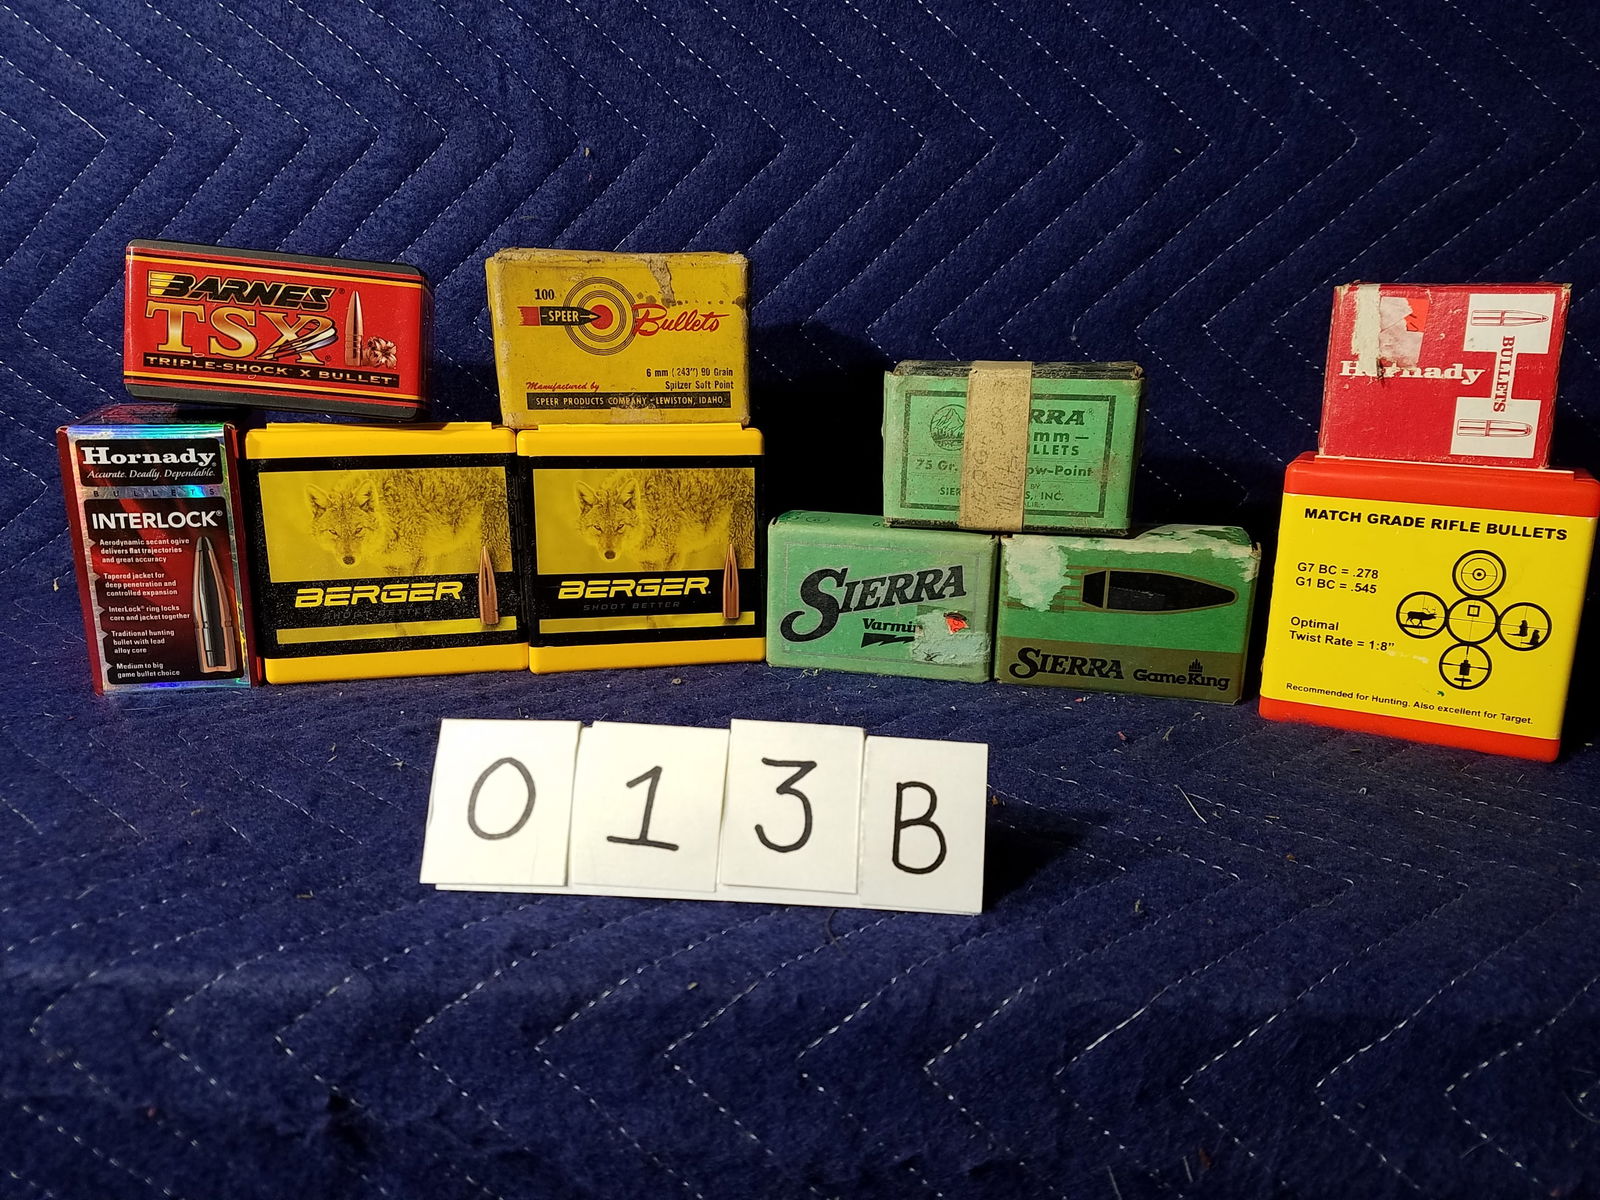 BARNES
TSX
TRIPLE-SHOCK X BULLET
100
SPEER
Bullets
6 mm (.243") 90 Grain
Manufactured by
Spitzer Soft Point
SPEER PRODUCTS COMPANY - LEWISTON, IDAHO
75 Gr.
INC.
Hornady
BULLETS
Hornady
Accurate. Deadly. Dependable.
BULLETS
INTERLOCK®
Aerodynamic secant ogive
delivers flat trajectories
and great accuracy
Tapered jacket for
deep penetration and
controlled expansion
InterLock® ring locks
core and jacket together
Traditional hunting
bullet with lead
alloy core
Medium to big
game bullet choice
BERGER
SHOOT BETTER
BERGER
SHOOT BETTER
SIERRA
SIERRA GameKing
MATCH GRADE RIFLE BULLETS
G7 BC = .278
G1 BC = .545
Optimal
Twist Rate = 1:8"
Recommended for Hunting. Also excellent for Target.
013B